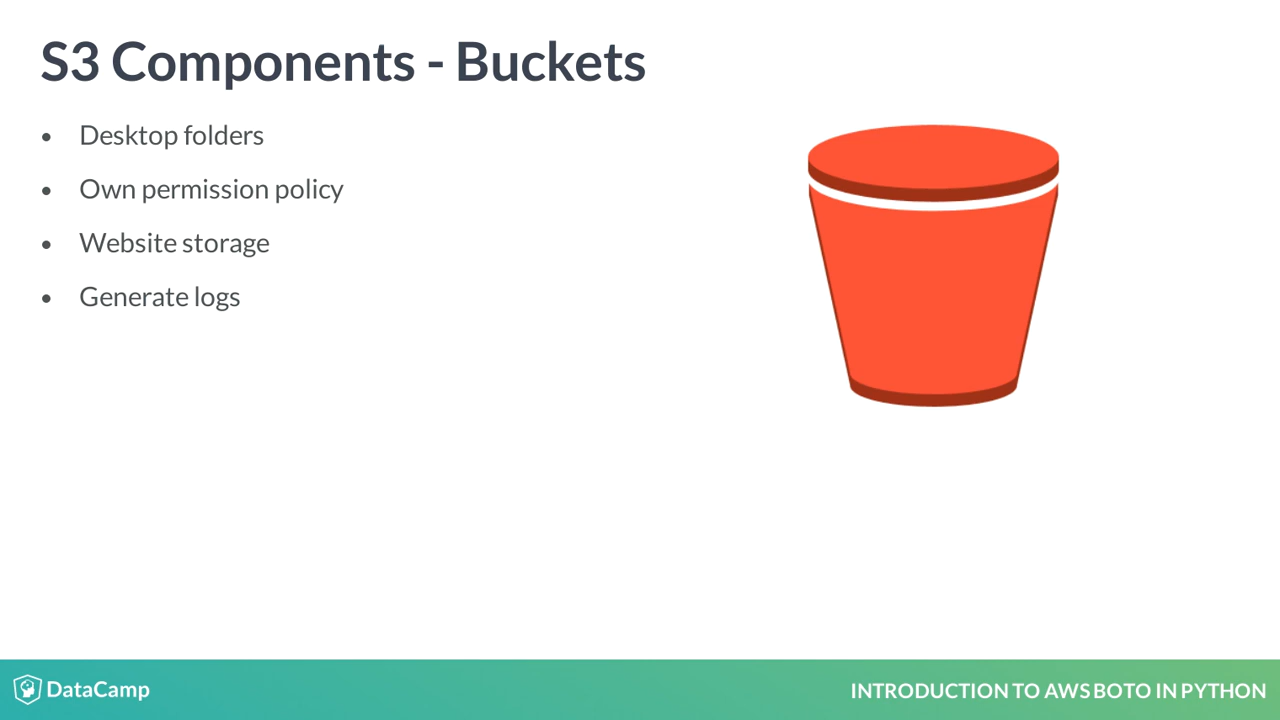 S3 Components - Buckets
• Desktop folders
• Own permission policy
• Website storage
• Generate logs
DataCamp
INTRODUCTION TO AWS BOTO IN PYTHON